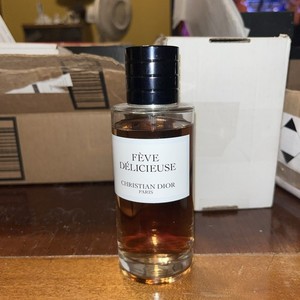 FÈVE
DÉLICIEUSE
CHRISTIAN DIOR
PARIS